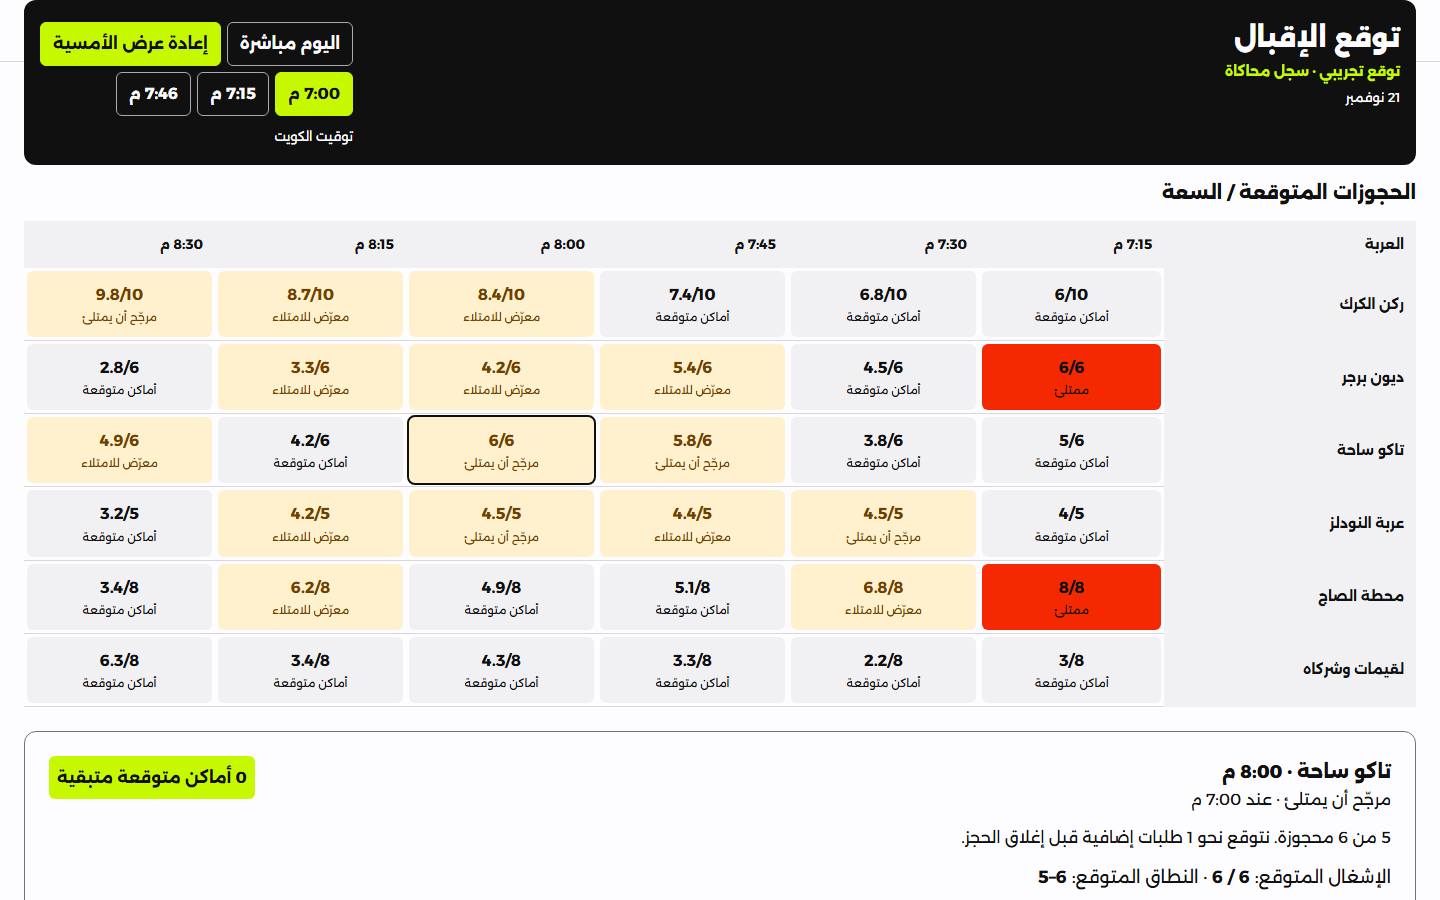 توقع الإقبال
توقع تجريبي · سجل محاكاة
21 نوفمبر
اليوم مباشرة
إعادة عرض الأمسية
7:00 م
7:15 م
7:46 م
توقيت الكويت
الحجوزات المتوقعة / السعة
العربة 7:15 م 7:30 م 7:45 م 8:00 م 8:15 م 8:30 م
ركن الكرك 6/10 6.8/10 7.4/10 8.4/10 8.7/10 9.8/10
أماكن متوقعة أماكن متوقعة أماكن متوقعة معرّض للامتلاء معرّض للامتلاء مرجّح أن يمتلئ
ديون برجر 6/6 4.5/6 5.4/6 4.2/6 3.3/6 2.8/6
ممتلئ أماكن متوقعة معرّض للامتلاء معرّض للامتلاء معرّض للامتلاء أماكن متوقعة
تاكو ساحة 5/6 3.8/6 5.8/6 6/6 4.2/6 4.9/6
أماكن متوقعة أماكن متوقعة مرجّح أن يمتلئ مرجّح أن يمتلئ أماكن متوقعة معرّض للامتلاء
عربة النودلز 4/5 4.5/5 4.4/5 4.5/5 4.2/5 3.2/5
أماكن متوقعة مرجّح أن يمتلئ معرّض للامتلاء مرجّح أن يمتلئ معرّض للامتلاء أماكن متوقعة
محطة الصاج 8/8 6.8/8 5.1/8 4.9/8 6.2/8 3.4/8
ممتلئ معرّض للامتلاء أماكن متوقعة أماكن متوقعة معرّض للامتلاء أماكن متوقعة
لقيمات وشركاه 3/8 2.2/8 3.3/8 4.3/8 3.4/8 6.3/8
أماكن متوقعة أماكن متوقعة أماكن متوقعة أماكن متوقعة أماكن متوقعة أماكن متوقعة
تاكو ساحة · 8:00 م
0 أماكن متوقعة متبقية
مرجّح أن يمتلئ · عند 7:00 م
5 من 6 محجوزة. نتوقع نحو 1 طلبات إضافية قبل إغلاق الحجز.
الإشغال المتوقع: 6 / 6 · النطاق المتوقع: 5–6